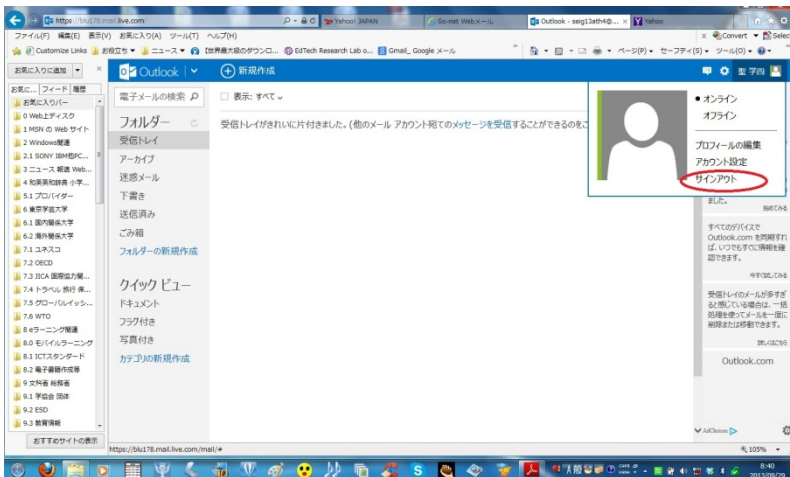 https://blu178.mail.live.com
Yahoo! JAPAN
So-net Webメール
Outlook - seig13ath4@...
Yahoo
ファイル(F) 編集(E) 表示(V) お気に入り(A) ツール(T) ヘルプ(H)
Convert
Customize Links
お役立ち
ニュース
EdTech Research Lab o...
Gmail_Google メール
ページ(P)
セーフティ(S)
ツール(O)
お気に入りに追加
Outlook
新規作成
聖 学四
お気に...
フィード
履歴
お気に入りバー
0 Web上ディスク
1 MSN の Web サイト
2 Windows関連
2.1 SONY IBM他PC...
3 ニュース 報道 Web...
4 和英英和辞典 小学...
5.1 プロバイダー
6 東京学芸大学
6.1 国内関係大学
6.2 海外関係大学
7.1 ユネスコ
7.2 OECD
7.3 JICA 国際協力機...
7.4 トラベル 旅行 保...
7.5 グローバルイッシ...
7.6 WTO
8 eラーニング関連
8.0 モバイルラーニング
8.1 ICTスタンダード
8.2 電子書籍作成等
9 文科省 総務省
9.1 学協会 団体
9.2 ESD
9.3 教育情報
おすすめサイトの表示
電子メールの検索
フォルダー
受信トレイ
アーカイブ
迷惑メール
下書き
送信済み
ごみ箱
フォルダーの新規作成
クイック ビュー
ドキュメント
フラグ付き
写真付き
カテゴリの新規作成
表示: すべて
受信トレイがきれいに片付きました。(他のメール アカウント宛てのメッセージを受信することができるのをご
オンライン
オフライン
プロフィールの編集
アカウント設定
サインアウト
ました。
始めてみる
すべてのデバイスで
Outlook.com を同期すれ
ば、いつでもすぐに情報を確
認できます。
今すぐ試してみる
受信トレイのメールが多すぎ
ると感じている場合は、一括
処理を使ってメールを一度に
削除または移動できます。
詳しくはこちら
Outlook.com
AdChoices
https://blu178.mail.live.com/mail/#
105%
8:40
2013/09/29